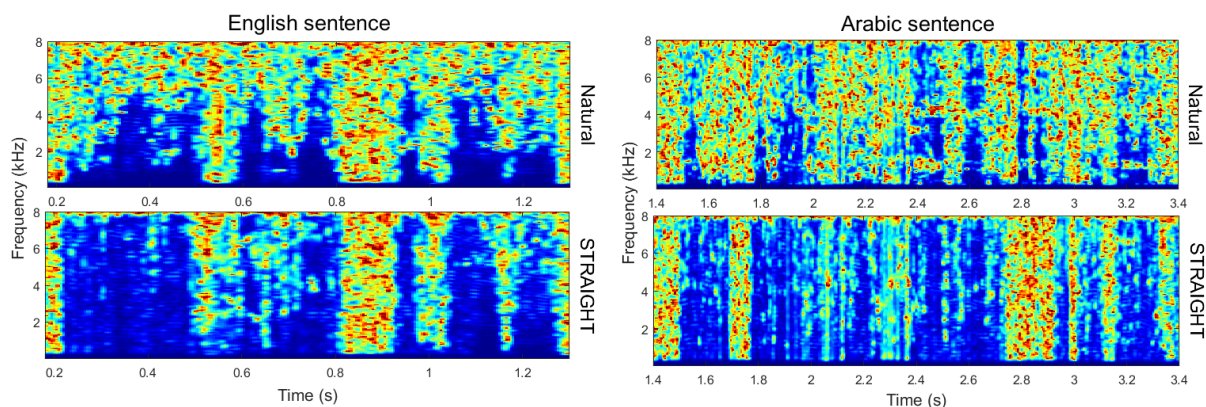 English sentence
Arabic sentence
8
6
4
2
Natural
0.2 0.4 0.6 0.8 1 1.2
8
6
4
2
Natural
1.4 1.6 1.8 2 2.2 2.4 2.6 2.8 3 3.2 3.4
Frequency (kHz)
8
7
6
5
4
3
2
STRAIGHT
0.2 0.4 0.6 0.8 1 1.2
Time (s)
Frequency (kHz)
8
6
4
2
STRAIGHT
1.4 1.6 1.8 2 2.2 2.4 2.6 2.8 3 3.2 3.4
Time (s)